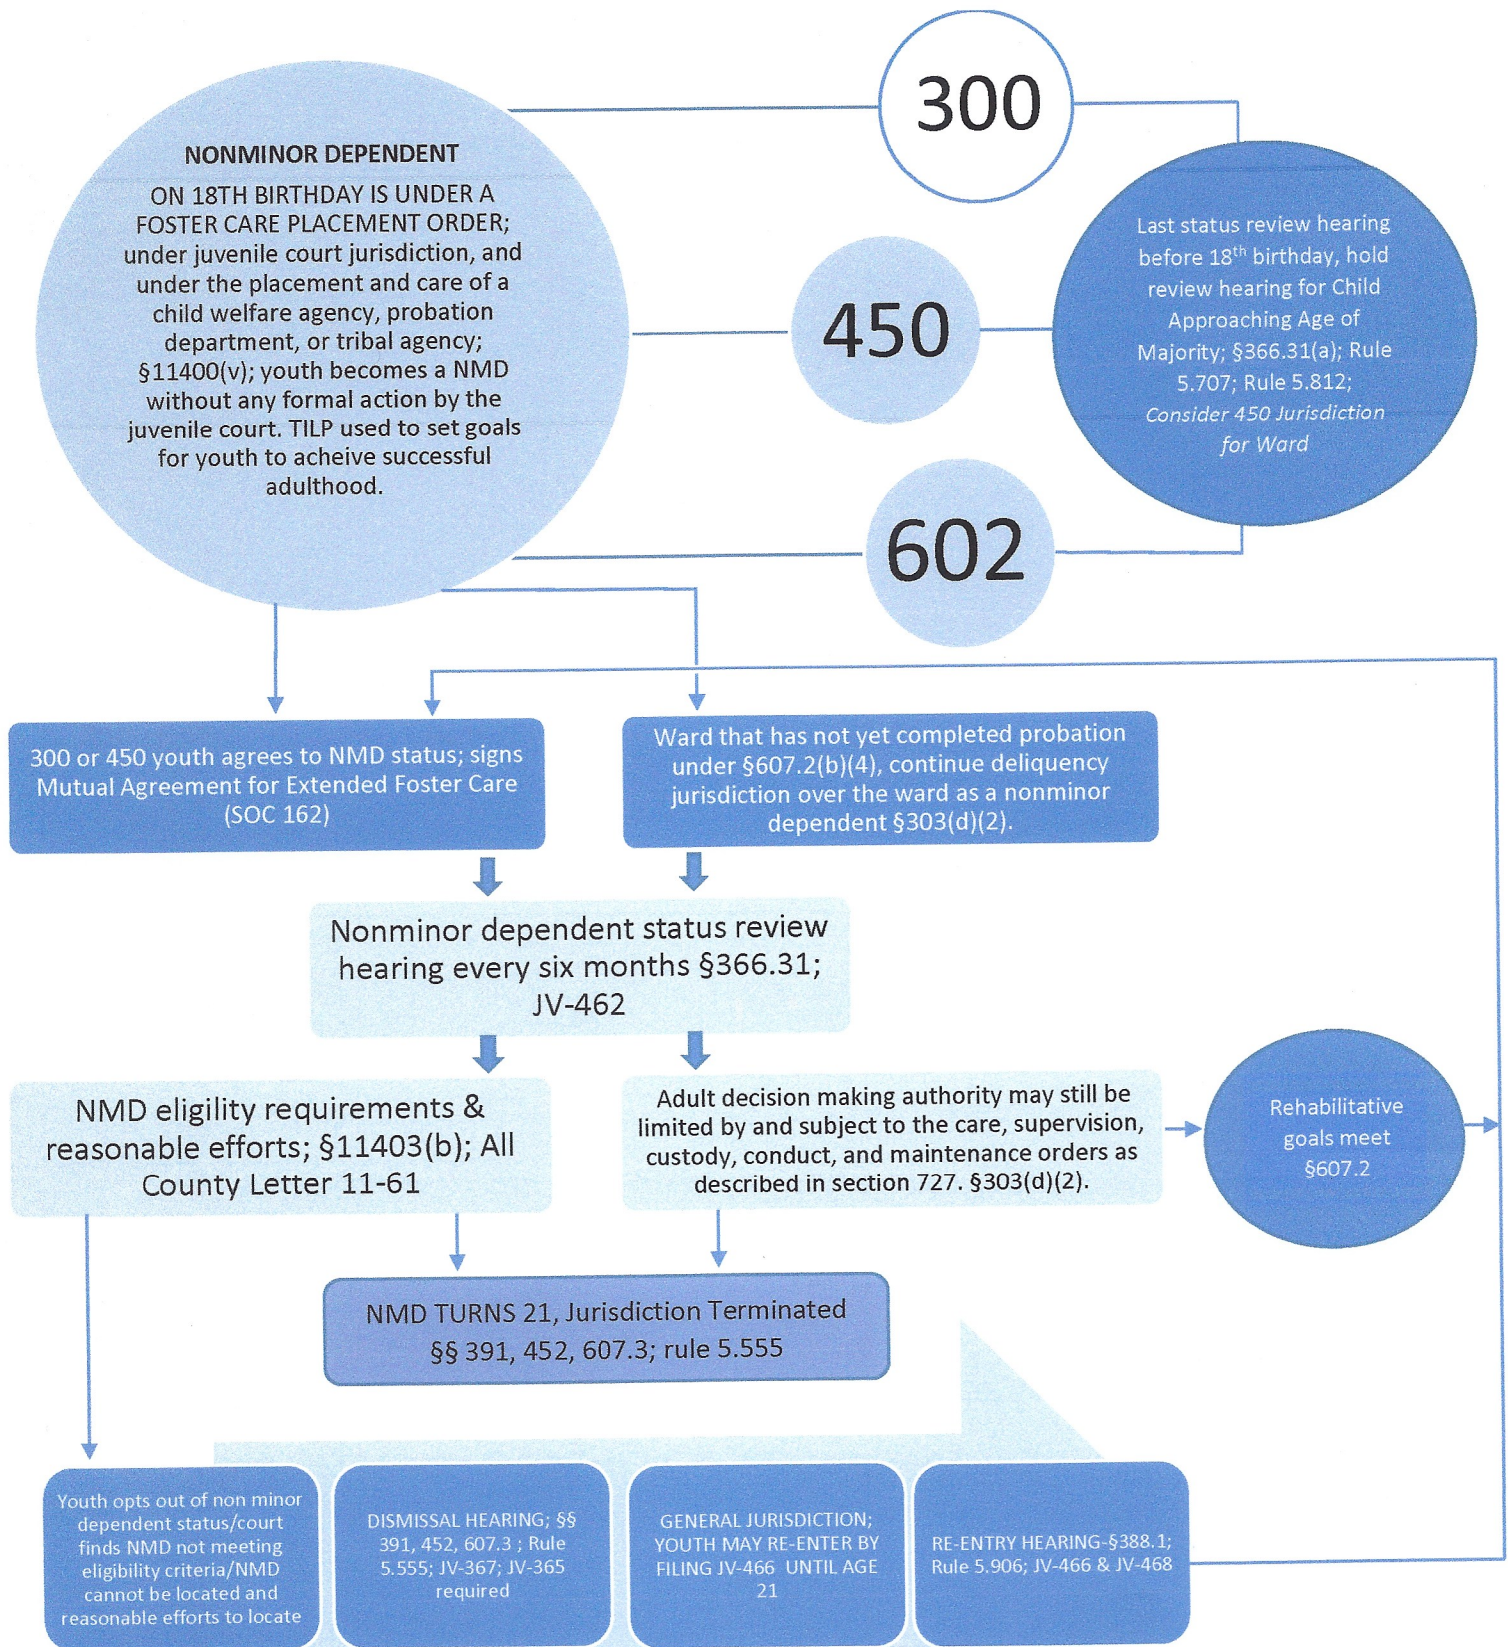 300
NONMINOR DEPENDENT
ON 18TH BIRTHDAY IS UNDER A
FOSTER CARE PLACEMENT ORDER;
under juvenile court jurisdiction, and
under the placement and care of a
child welfare agency, probation
department, or tribal agency;
§11400(v); youth becomes a NMD
without any formal action by the
juvenile court. TILP used to set goals
for youth to acheive successful
adulthood.
Last status review hearing
before 18th birthday, hold
review hearing for Child
Approaching Age of
Majority; §366.31(a); Rule
5.707; Rule 5.812;
Consider 450 Jurisdiction
for Ward
450
602
300 or 450 youth agrees to NMD status; signs
Mutual Agreement for Extended Foster Care
(SOC 162)
Ward that has not yet completed probation
under §607.2(b)(4), continue deliquency
jurisdiction over the ward as a nonminor
dependent §303(d)(2).
Nonminor dependent status review
hearing every six months §366.31;
JV-462
NMD eligility requirements &
reasonable efforts; §11403(b); All
County Letter 11-61
Adult decision making authority may still be
limited by and subject to the care, supervision,
custody, conduct, and maintenance orders as
described in section 727. §303(d)(2).
Rehabilitative
goals meet
§607.2
NMD TURNS 21, Jurisdiction Terminated
§§ 391, 452, 607.3; rule 5.555
Youth opts out of non minor
dependent status/court
finds NMD not meeting
eligibility criteria/NMD
cannot be located and
reasonable efforts to locate
DISMISSAL HEARING; §§
391, 452, 607.3 ; Rule
5.555; JV-367; JV-365
required
GENERAL JURISDICTION;
YOUTH MAY RE-ENTER BY
FILING JV-466 UNTIL AGE
21
RE-ENTRY HEARING-§388.1;
Rule 5.906; JV-466 & JV-468